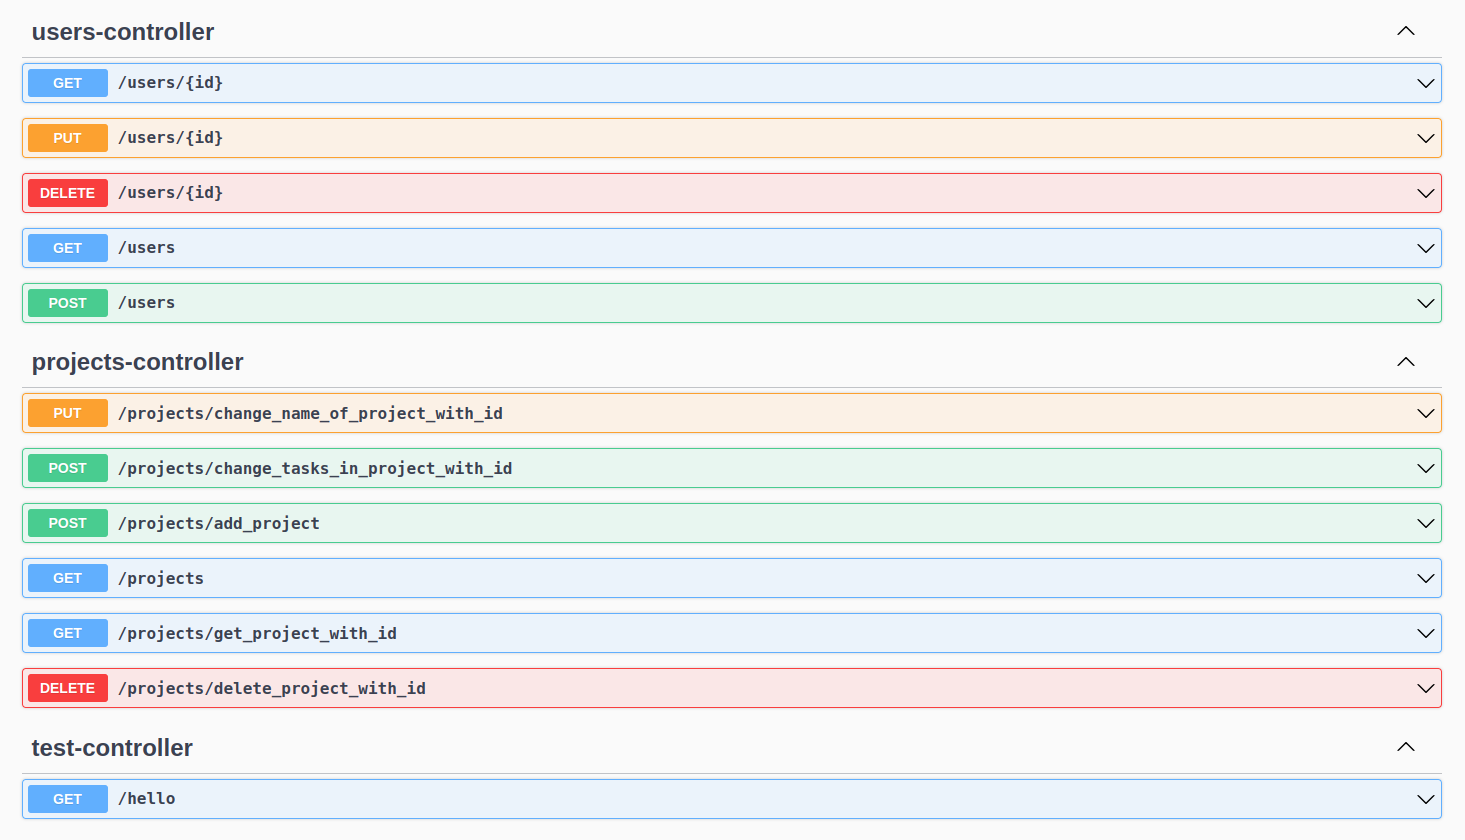 users-controller
GET /users/{id}
PUT /users/{id}
DELETE /users/{id}
GET /users
POST /users
projects-controller
PUT /projects/change_name_of_project_with_id
POST /projects/change_tasks_in_project_with_id
POST /projects/add_project
GET /projects
GET /projects/get_project_with_id
DELETE /projects/delete_project_with_id
test-controller
GET /hello